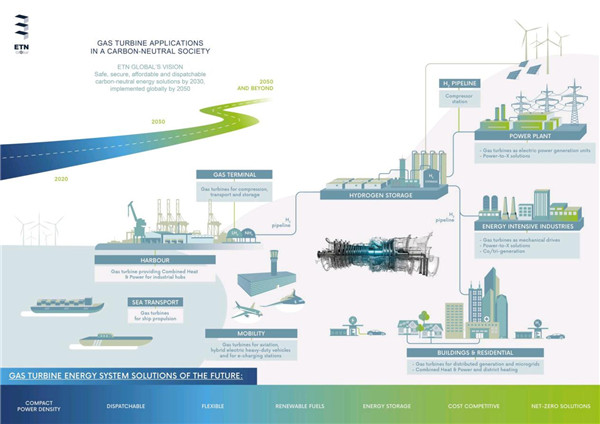 ETN
GAS TURBINE APPLICATIONS
IN A CARBON-NEUTRAL SOCIETY
ETN GLOBAL'S VISION
Safe, secure, affordable and dispatchable
carbon-neutral energy solutions by 2030,
implemented globally by 2050
2050
AND BEYOND
2030
2020
H₂ PIPELINE
Compressor
station
POWER PLANT
- Gas turbines as electric power generation units
- Power-to-X solutions
GAS TERMINAL
Gas turbines for compression,
transport and storage
H₂
HYDROGEN STORAGE
H₂
pipeline
H₂
pipeline
ENERGY INTENSIVE INDUSTRIES
- Gas turbines as mechanical drives
- Power-to-X solutions
- Co/tri-generation
HARBOUR
Gas turbine providing Combined Heat
& Power for industrial hubs
SEA TRANSPORT
Gas turbines
for ship propulsion
MOBILITY
Gas turbines for aviation,
hybrid electric heavy-duty vehicles
and for e-charging stations
BUILDINGS & RESIDENTIAL
- Gas turbines for distributed generation and microgrids
- Combined Heat & Power and district heating
GAS TURBINE ENERGY SYSTEM SOLUTIONS OF THE FUTURE:
COMPACT
POWER DENSITY
DISPATCHABLE
FLEXIBLE
RENEWABLE FUELS
ENERGY STORAGE
COST COMPETITIVE
NET-ZERO SOLUTIONS